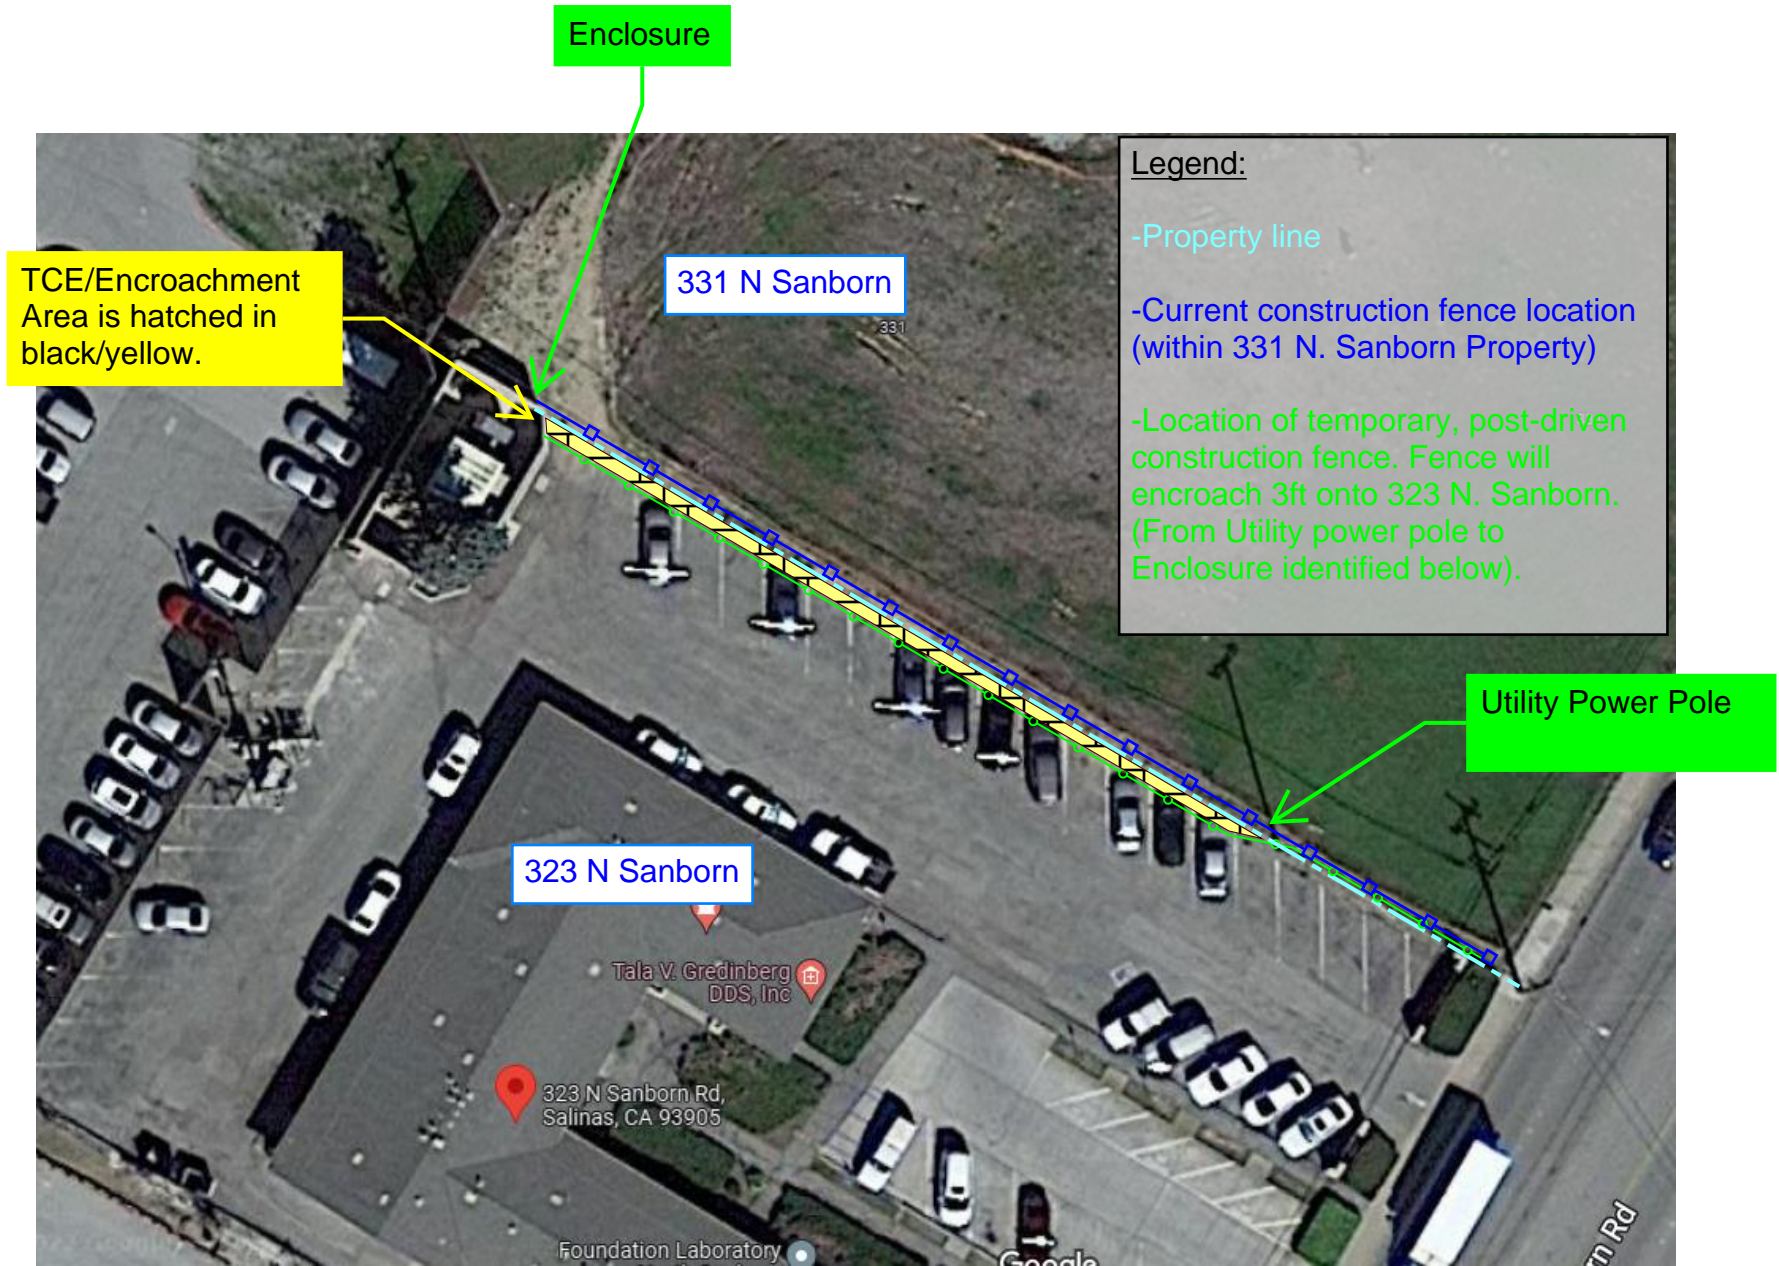 Enclosure
Legend:
-Property line
-Current construction fence location
(within 331 N. Sanborn Property)
-Location of temporary, post-driven
construction fence. Fence will
encroach 3ft onto 323 N. Sanborn.
(From Utility power pole to
Enclosure identified below).
TCE/Encroachment
Area is hatched in
black/yellow.
331 N Sanborn
331
Utility Power Pole
323 N Sanborn
Tala V. Gredinberg
DDS, Inc
323 N Sanborn Rd,
Salinas, CA 93905
Foundation Laboratory
Google
rn Rd